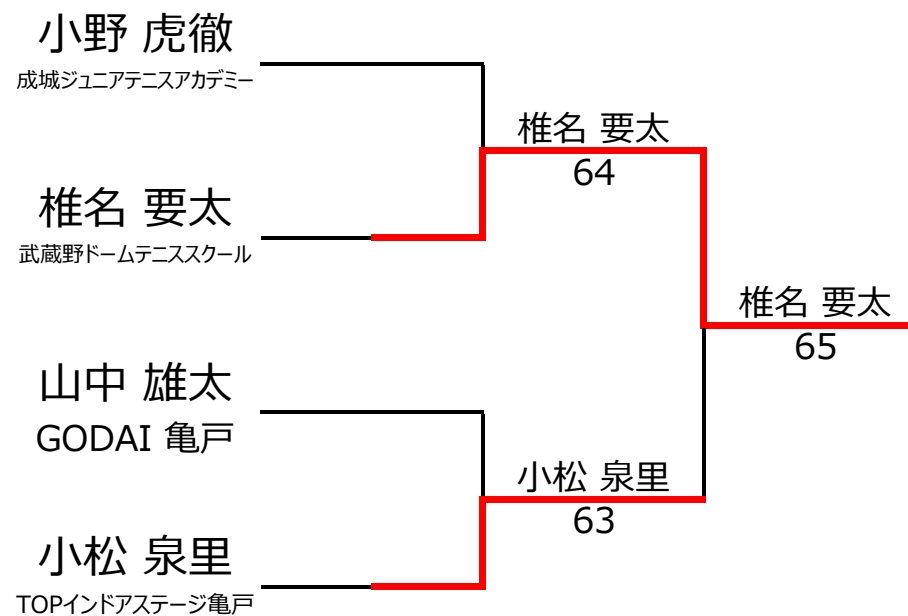 小野 虎徹
成城ジュニアテニスアカデミー
椎名 要太
64
椎名 要太
武蔵野ドームテニススクール
椎名 要太
65
山中 雄太
GODAI 亀戸
小松 泉里
63
小松 泉里
TOPインドアステージ亀戸